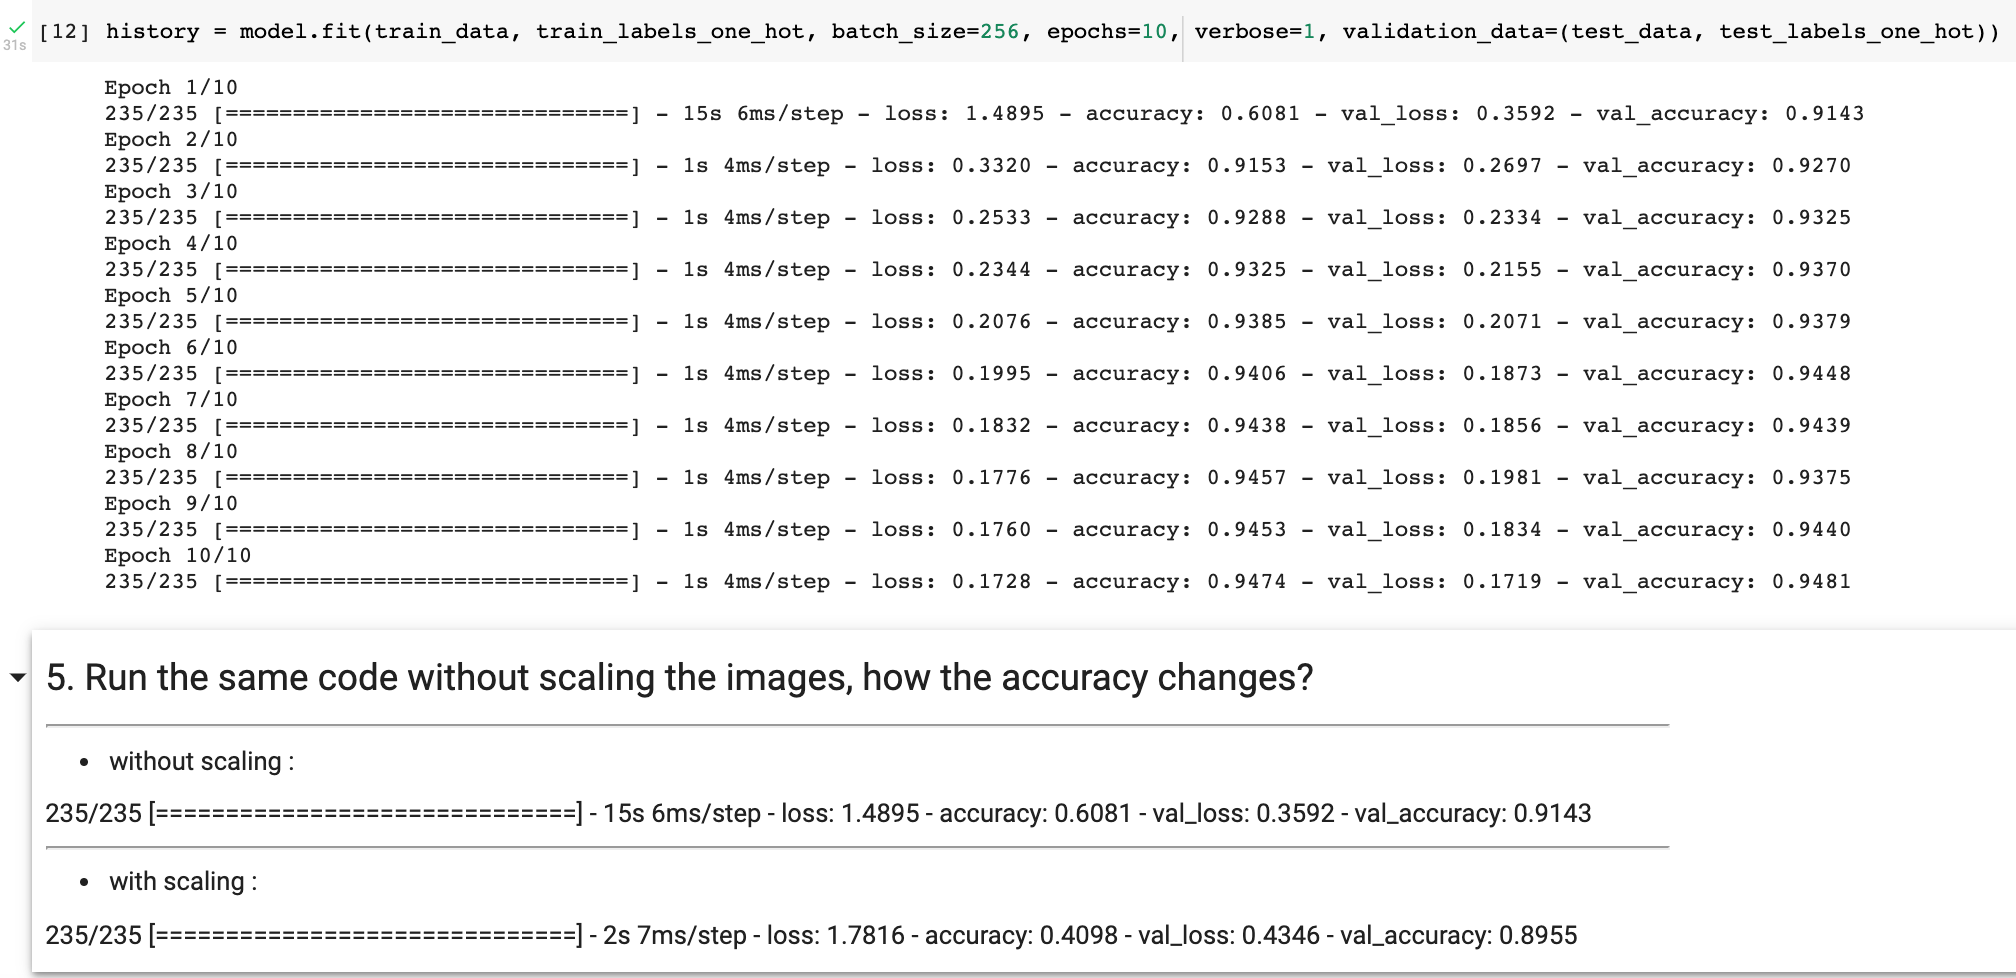 [12] history = model.fit(train_data, train_labels_one_hot, batch_size=256, epochs=10, verbose=1, validation_data=(test_data, test_labels_one_hot))
31s
Epoch 1/10
235/235 [==============================] - 15s 6ms/step - loss: 1.4895 - accuracy: 0.6081 - val_loss: 0.3592 - val_accuracy: 0.9143
Epoch 2/10
235/235 [==============================] - 1s 4ms/step - loss: 0.3320 - accuracy: 0.9153 - val_loss: 0.2697 - val_accuracy: 0.9270
Epoch 3/10
235/235 [==============================] - 1s 4ms/step - loss: 0.2533 - accuracy: 0.9288 - val_loss: 0.2334 - val_accuracy: 0.9325
Epoch 4/10
235/235 [==============================] - 1s 4ms/step - loss: 0.2344 - accuracy: 0.9325 - val_loss: 0.2155 - val_accuracy: 0.9370
Epoch 5/10
235/235 [==============================] - 1s 4ms/step - loss: 0.2076 - accuracy: 0.9385 - val_loss: 0.2071 - val_accuracy: 0.9379
Epoch 6/10
235/235 [==============================] - 1s 4ms/step - loss: 0.1995 - accuracy: 0.9406 - val_loss: 0.1873 - val_accuracy: 0.9448
Epoch 7/10
235/235 [==============================] - 1s 4ms/step - loss: 0.1832 - accuracy: 0.9438 - val_loss: 0.1856 - val_accuracy: 0.9439
Epoch 8/10
235/235 [==============================] - 1s 4ms/step - loss: 0.1776 - accuracy: 0.9457 - val_loss: 0.1981 - val_accuracy: 0.9375
Epoch 9/10
235/235 [==============================] - 1s 4ms/step - loss: 0.1760 - accuracy: 0.9453 - val_loss: 0.1834 - val_accuracy: 0.9440
Epoch 10/10
235/235 [==============================] - 1s 4ms/step - loss: 0.1728 - accuracy: 0.9474 - val_loss: 0.1719 - val_accuracy: 0.9481
5. Run the same code without scaling the images, how the accuracy changes?
• without scaling :
235/235 [==============================] - 15s 6ms/step - loss: 1.4895 - accuracy: 0.6081 - val_loss: 0.3592 - val_accuracy: 0.9143
• with scaling :
235/235 [==============================] - 2s 7ms/step - loss: 1.7816 - accuracy: 0.4098 - val_loss: 0.4346 - val_accuracy: 0.8955